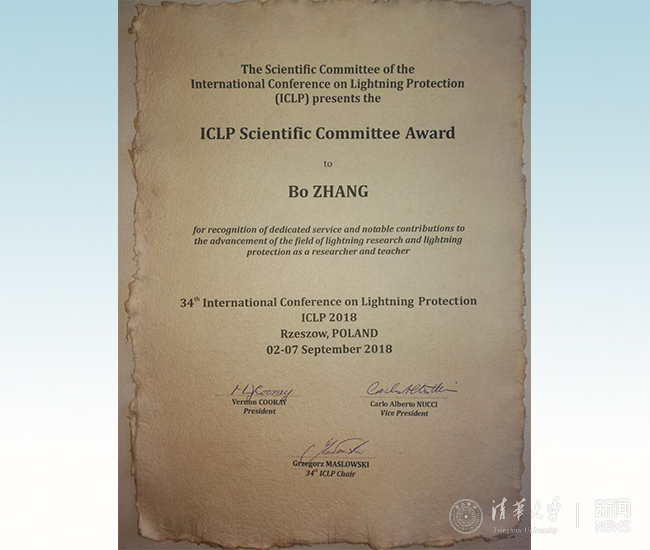 The Scientific Committee of the
International Conference on Lightning Protection
(ICLP) presents the
ICLP Scientific Committee Award
to
Bo ZHANG
for recognition of dedicated service and notable contributions to
the advancement of the field of lightning research and lightning
protection as a researcher and teacher
34th International Conference on Lightning Protection
ICLP 2018
Rzeszow, POLAND
02-07 September 2018
Vernon COORAY
President
Carlo Alberto NUCCI
Vice President
Grzegorz MASLOWSKI
34th ICLP Chair
清华大学
Tsinghua University
新闻
NEWS